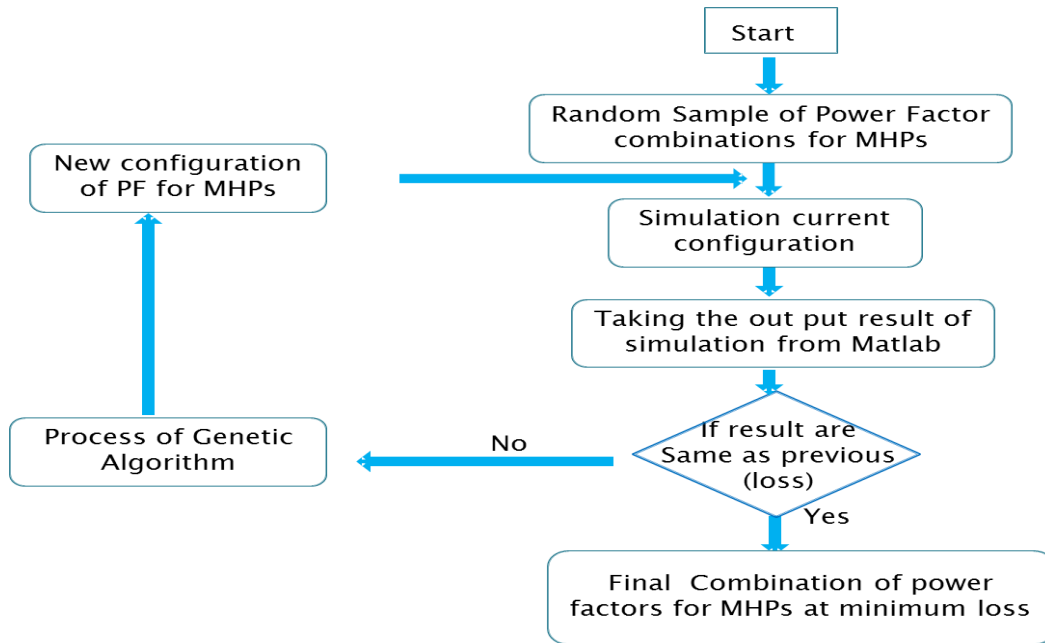 Start
Random Sample of Power Factor
combinations for MHPs
New configuration
of PF for MHPs
Simulation current
configuration
Taking the out put result of
simulation from Matlab
If result are
Same as previous
(loss)
No
Process of Genetic
Algorithm
Yes
Final Combination of power
factors for MHPs at minimum loss